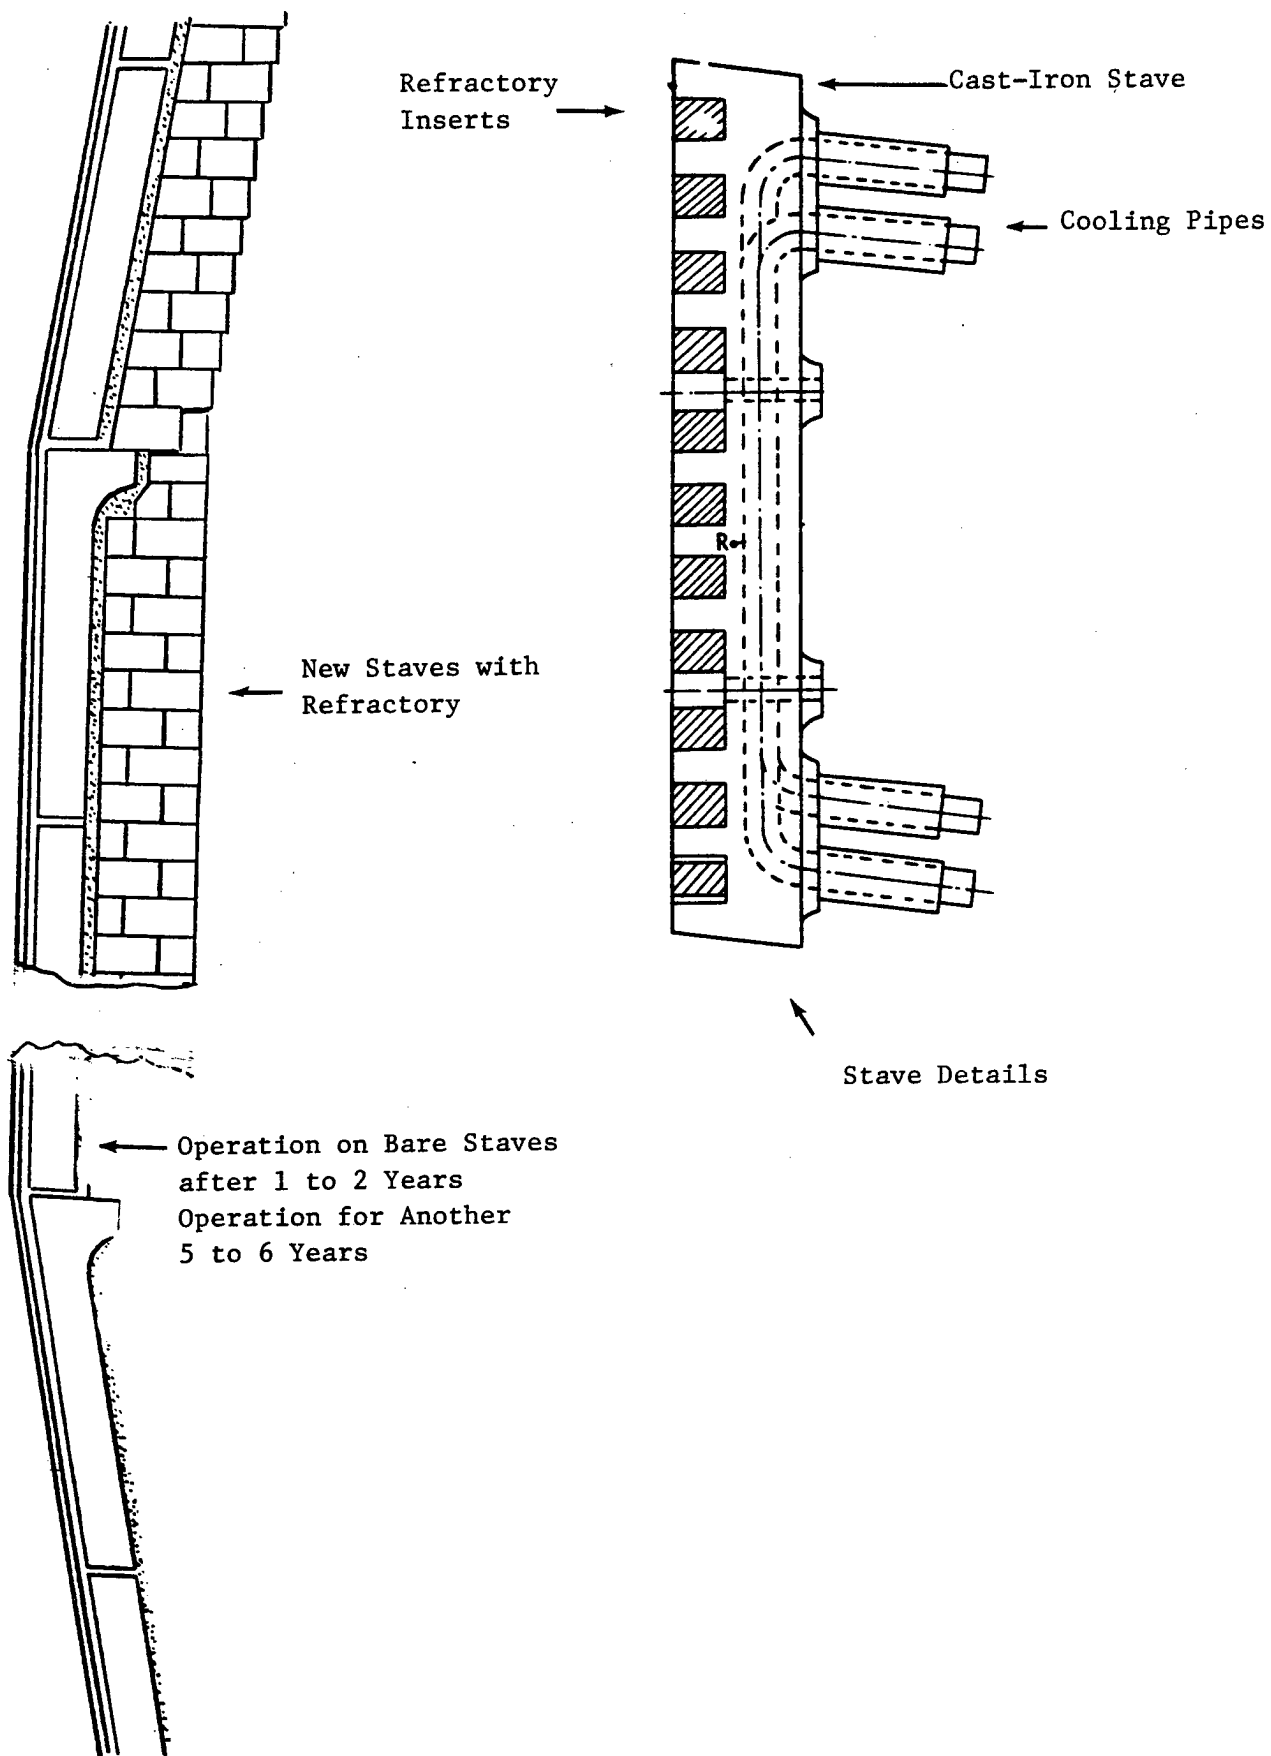 Refractory
Inserts
Cast-Iron Stave
Cooling Pipes
R
New Staves with
Refractory
Stave Details
Operation on Bare Staves
after 1 to 2 Years
Operation for Another
5 to 6 Years